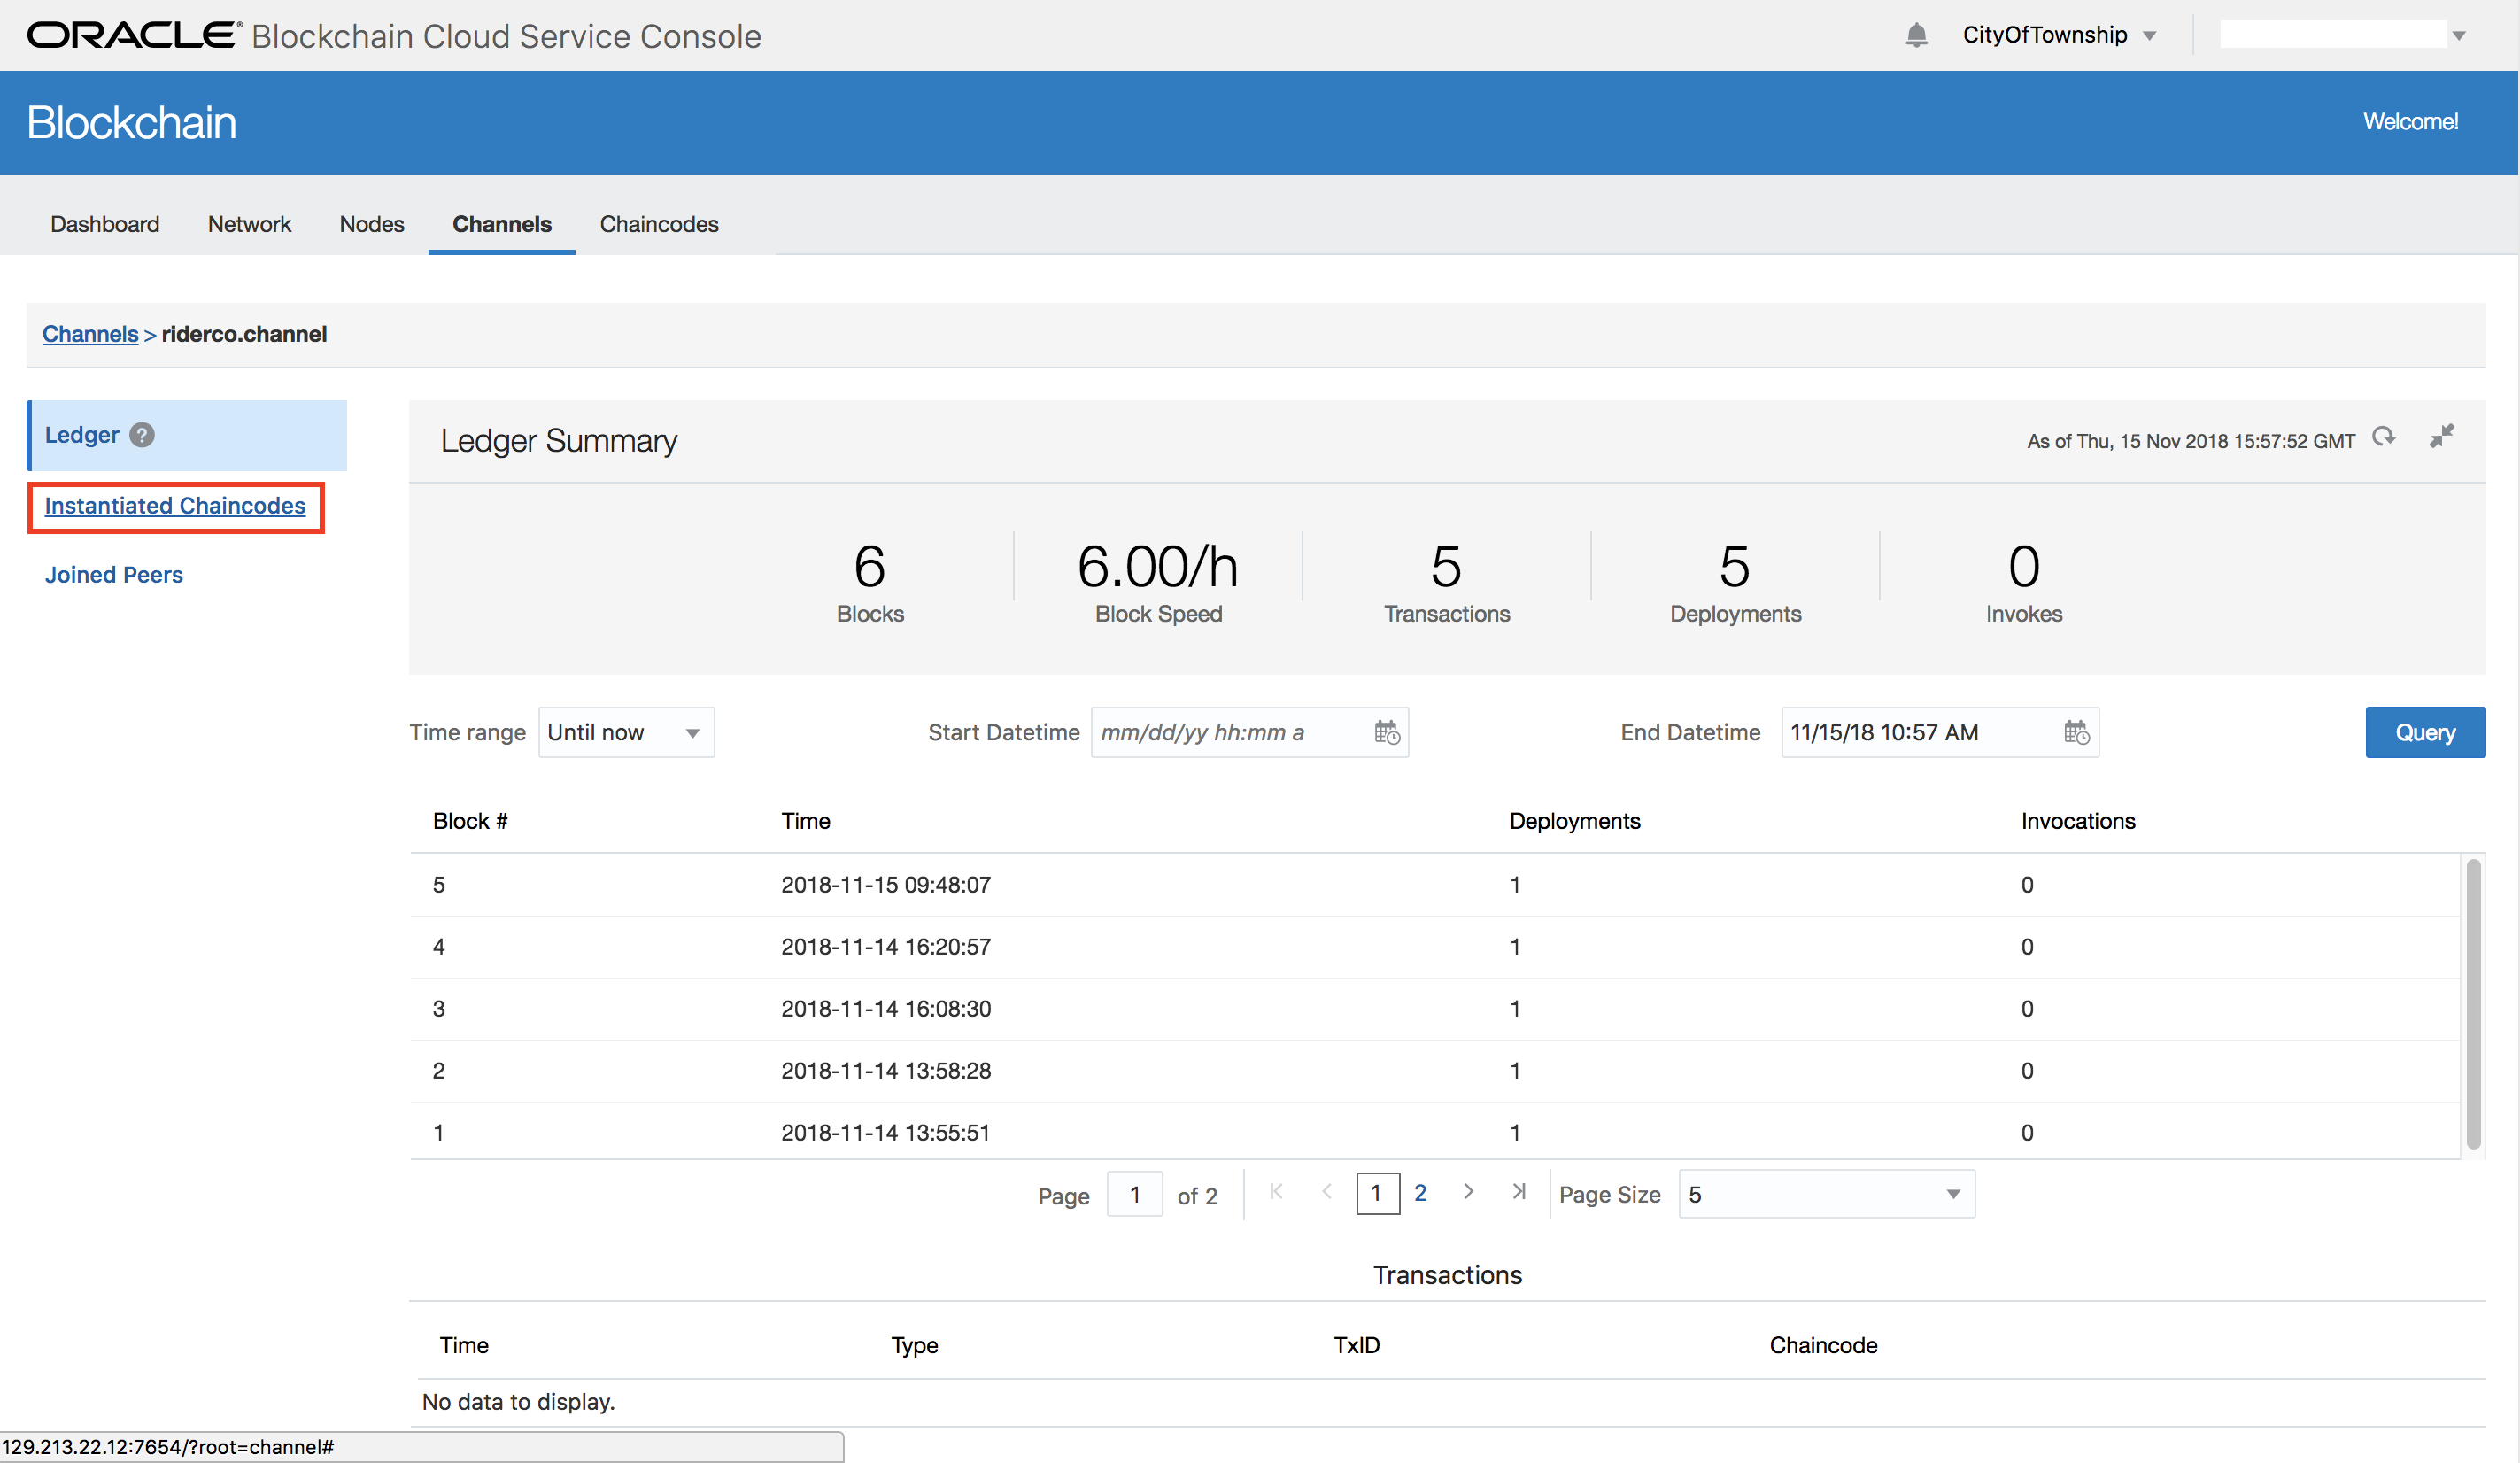 ORACLE® Blockchain Cloud Service Console
CityOfTownship
Blockchain
Welcome!
Dashboard Network Nodes Channels Chaincodes
Channels > riderco.channel
Ledger ?
Instantiated Chaincodes
Joined Peers
Ledger Summary
As of Thu, 15 Nov 2018 15:57:52 GMT
6 6.00/h 5 5 0
Blocks Block Speed Transactions Deployments Invokes
Time range Until now Start Datetime mm/dd/yy hh:mm a End Datetime 11/15/18 10:57 AM Query
Block # Time Deployments Invocations
5 2018-11-15 09:48:07 1 0
4 2018-11-14 16:20:57 1 0
3 2018-11-14 16:08:30 1 0
2 2018-11-14 13:58:28 1 0
1 2018-11-14 13:55:51 1 0
Page 1 of 2 1 2 Page Size 5
Transactions
Time Type TxID Chaincode
No data to display.
129.213.22.12:7654/?root=channel#